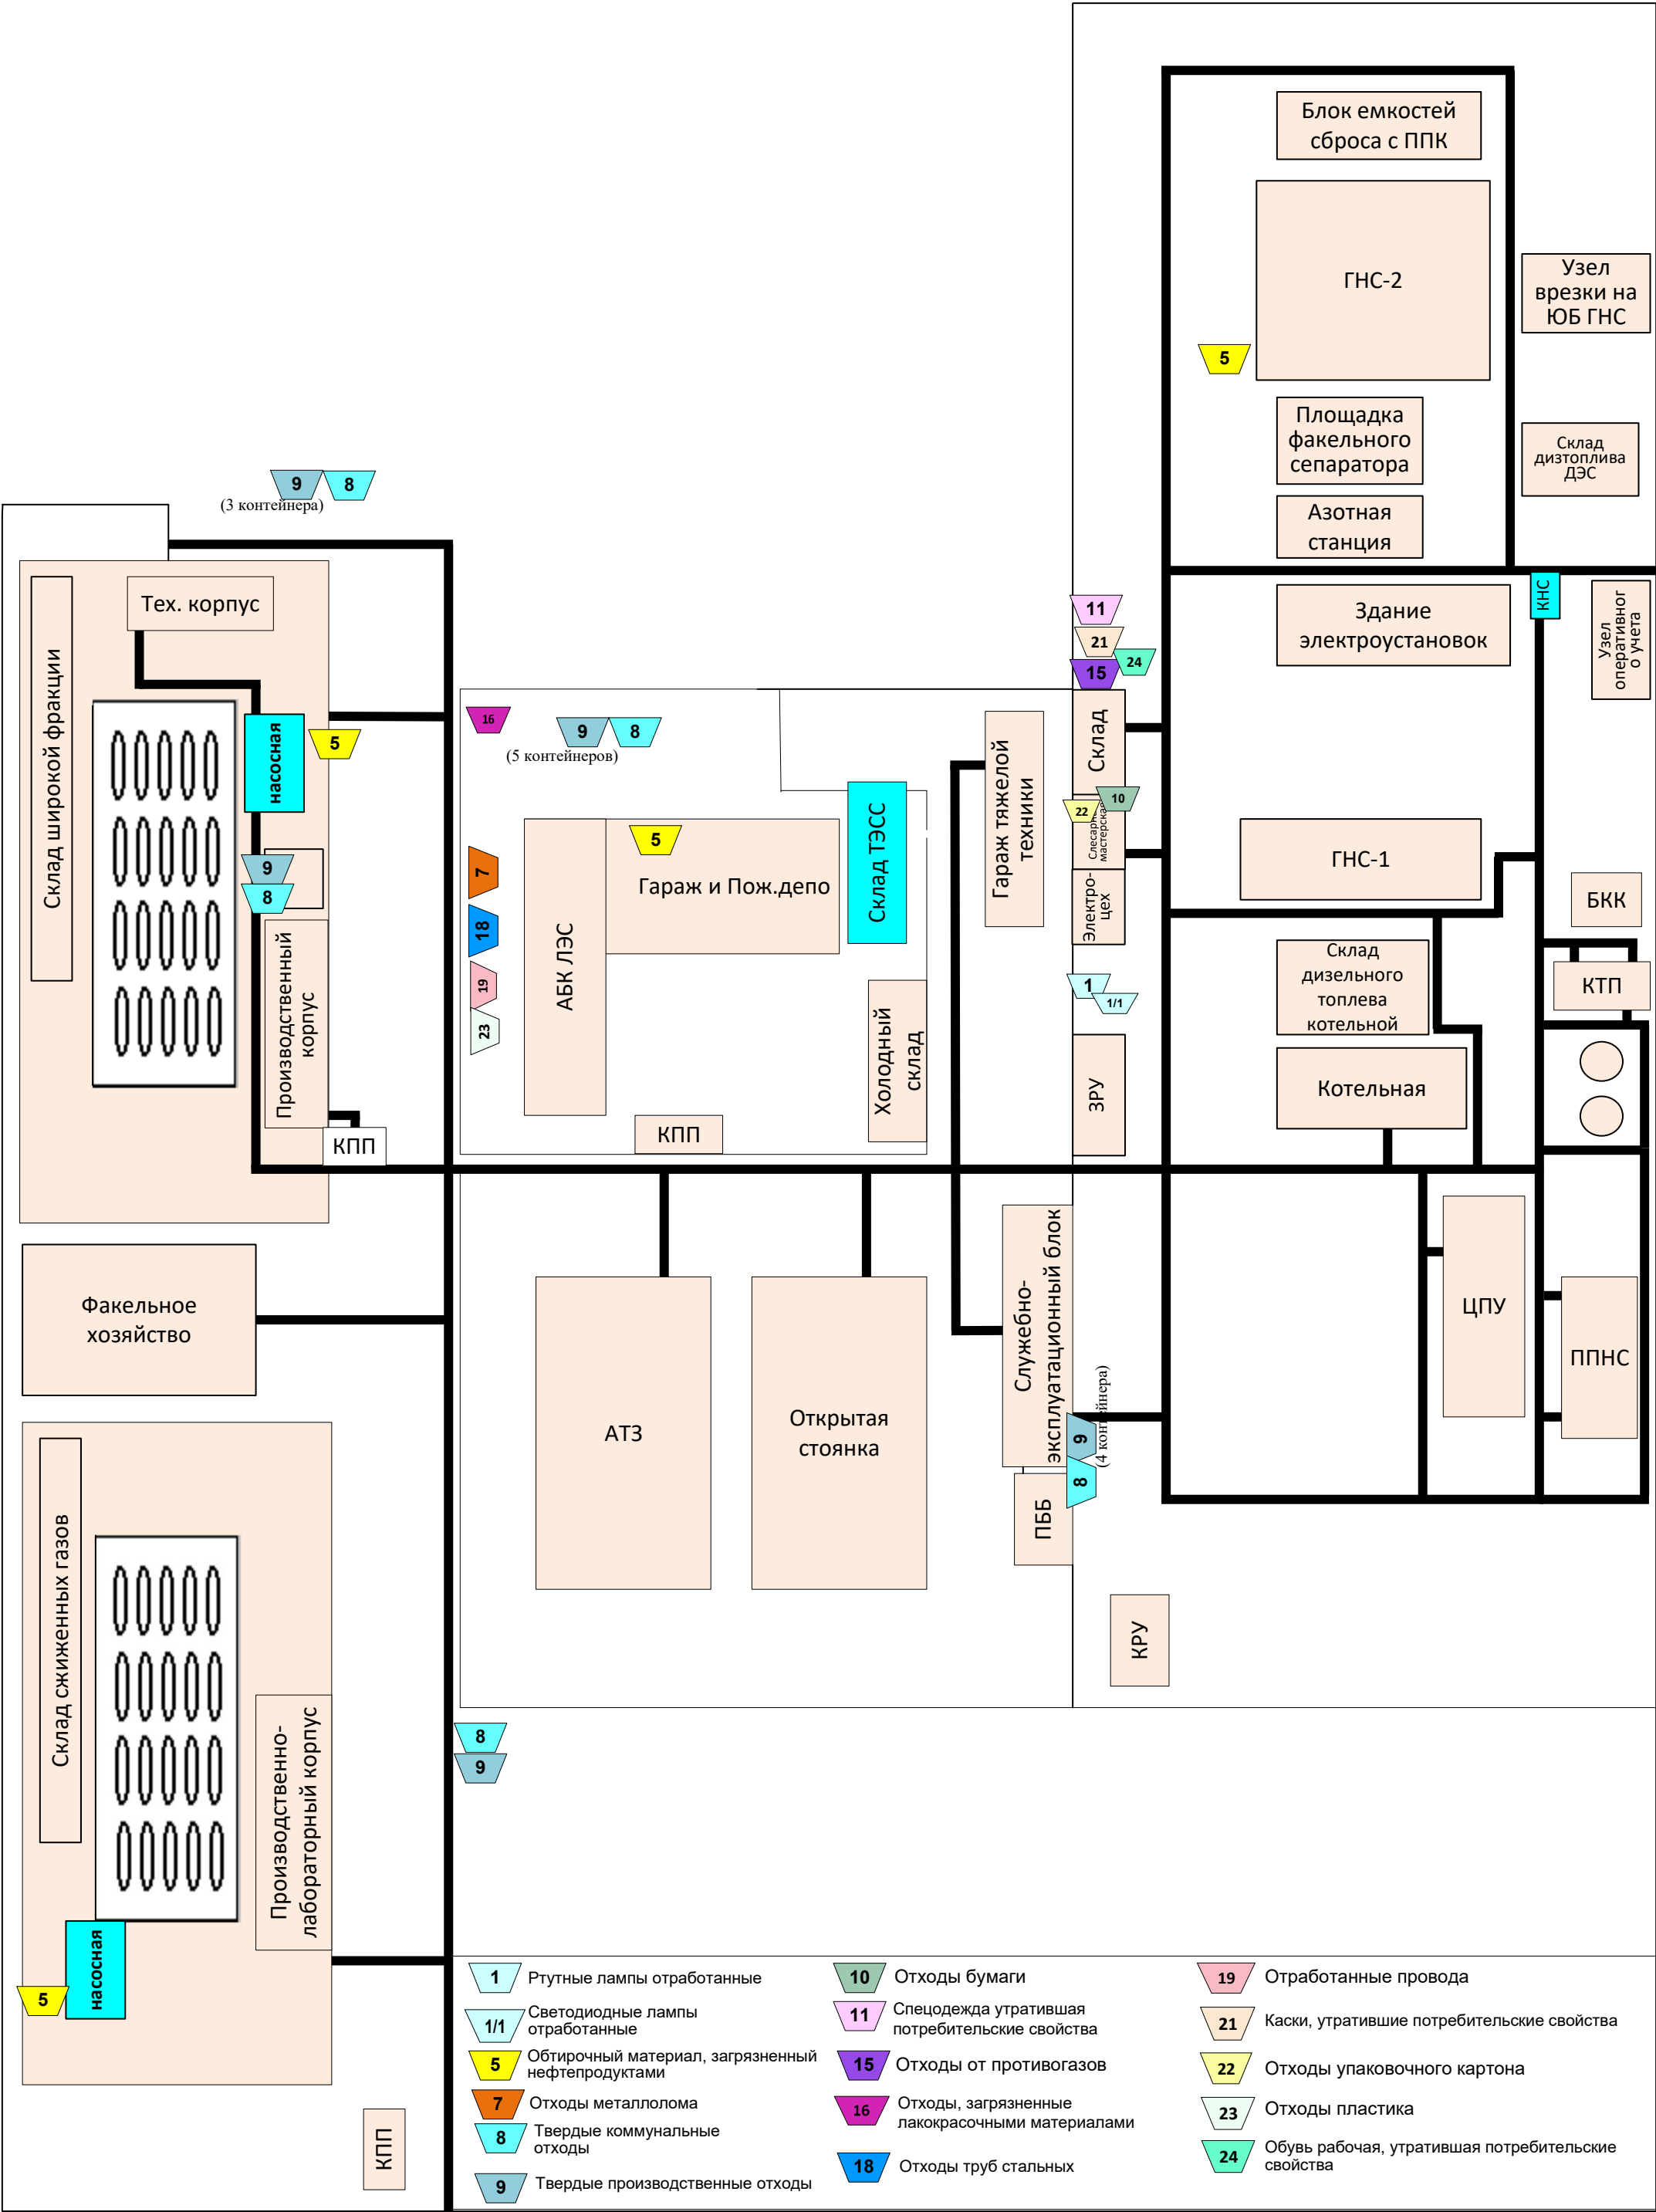 Блок емкостей
сброса с ППК
ГНС-2
Узел
врезки на
ЮБ ГНС
5
Площадка
факельного
сепаратора
Склад
дизтоплива
ДЭС
Азотная
станция
9
8
(3 контейнера)
Тех. корпус
Склад широкой фракции
насосная
5
9
8
Производственный
корпус
КПП
16
9
8
(5 контейнеров)
7
18
19
23
АБК ЛЭС
5
Гараж и Пож.депо
Склад ТЭСС
Холодный
склад
КПП
Гараж тяжелой
техники
11
21
24
15
Склад
10
22
Слесарная
мастерская
Электро-
цех
1
1/1
ЗРУ
Здание
электроустановок
КНС
Узел
оперативног
о учета
ГНС-1
БКК
Склад
дизельного
топлева
котельной
КТП
Котельная
Факельное
хозяйство
АТЗ
Открытая
стоянка
Служебно-
эксплуатационный блок
9
8
(4 контейнера)
ПББ
ЦПУ
ППНС
КРУ
Склад сжиженных газов
Производственно-
лабораторный корпус
8
9
насосная
5
КПП
1 Ртутные лампы отработанные
1/1 Светодиодные лампы
отработанные
5 Обтирочный материал, загрязненный
нефтепродуктами
7 Отходы металлолома
8 Твердые коммунальные
отходы
9 Твердые производственные отходы
10 Отходы бумаги
11 Спецодежда утратившая
потребительские свойства
15 Отходы от противогазов
16 Отходы, загрязненные
лакокрасочными материалами
18 Отходы труб стальных
19 Отработанные провода
21 Каски, утратившие потребительские свойства
22 Отходы упаковочного картона
23 Отходы пластика
24 Обувь рабочая, утратившая потребительские
свойства